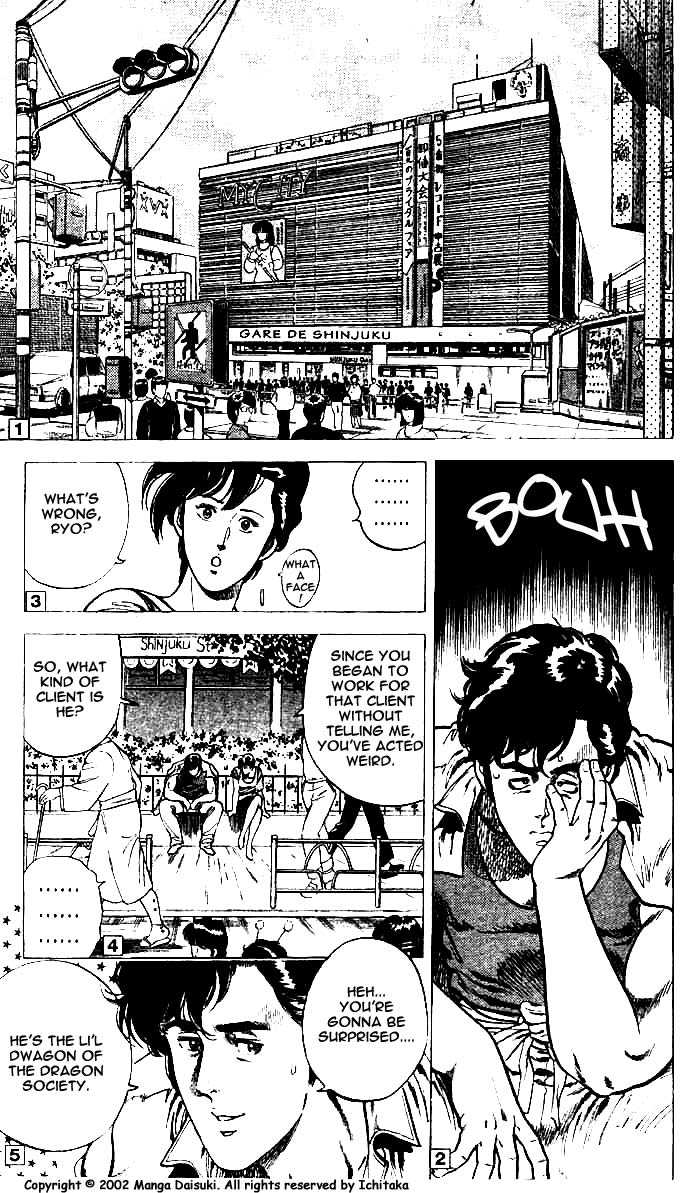 MY CITY
GARE DE SHINJUKU
1
BOUH
2
......
......
......
WHAT'S
WRONG,
RYO?
WHAT
A
FACE
!
3
SINCE YOU
BEGAN TO
WORK FOR
THAT CLIENT
WITHOUT
TELLING ME,
YOU'VE ACTED
WEIRD.
SO, WHAT
KIND OF
CLIENT IS
HE?
SHINJUKU St
......
......
......
4
HEH...
YOU'RE
GONNA BE
SURPRISED....
HE'S THE LI'L
DWAGON OF
THE DRAGON
SOCIETY.
5
Copyright © 2002 Manga Daisuki. All rights reserved by Ichitaka